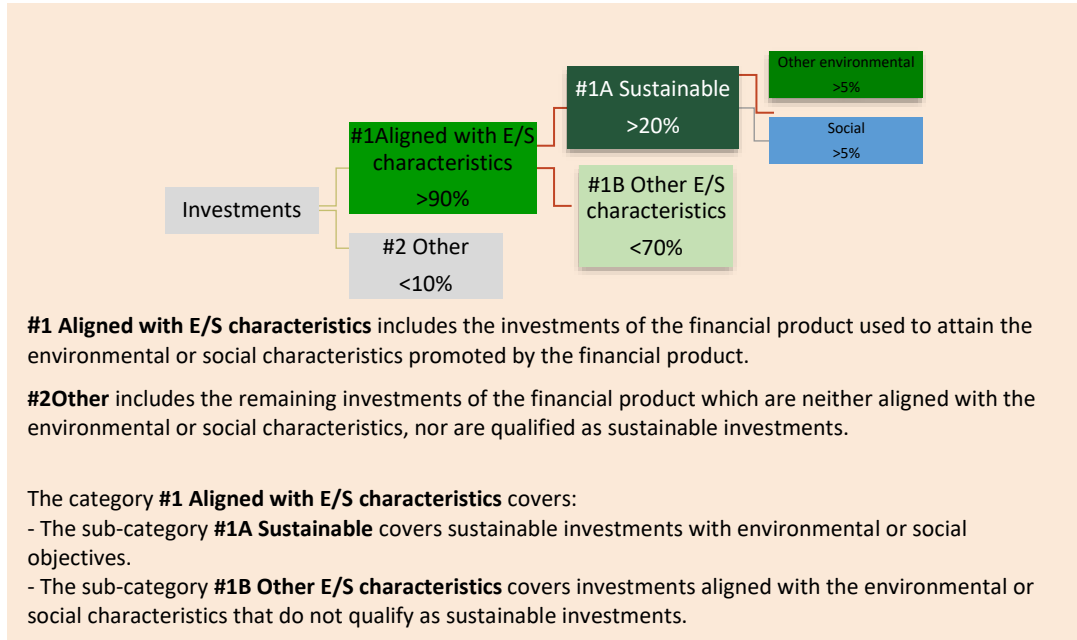 Other environmental
>5%
#1A Sustainable
>20%
Social
>5%
#1Aligned with E/S
characteristics
>90%
#1B Other E/S
characteristics
<70%
Investments
#2 Other
<10%
#1 Aligned with E/S characteristics includes the investments of the financial product used to attain the
environmental or social characteristics promoted by the financial product.
#2Other includes the remaining investments of the financial product which are neither aligned with the
environmental or social characteristics, nor are qualified as sustainable investments.
The category #1 Aligned with E/S characteristics covers:
- The sub-category #1A Sustainable covers sustainable investments with environmental or social
objectives.
- The sub-category #1B Other E/S characteristics covers investments aligned with the environmental or
social characteristics that do not qualify as sustainable investments.